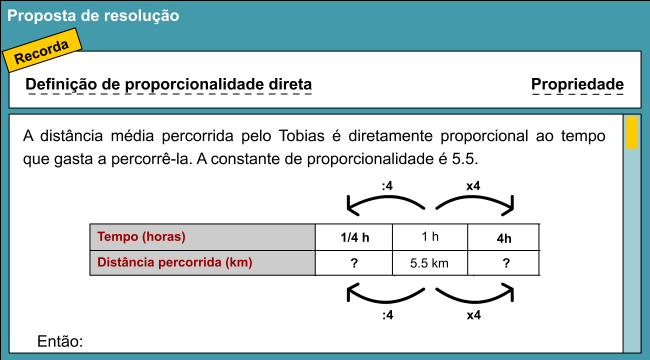 Proposta de resolução
Recorda
Definição de proporcionalidade direta Propriedade
A distância média percorrida pelo Tobias é diretamente proporcional ao tempo
que gasta a percorrê-la. A constante de proporcionalidade é 5.5.
:4 x4
Tempo (horas) 1/4 h 1 h 4h
Distância percorrida (km) ? 5.5 km ?
:4 x4
Então: